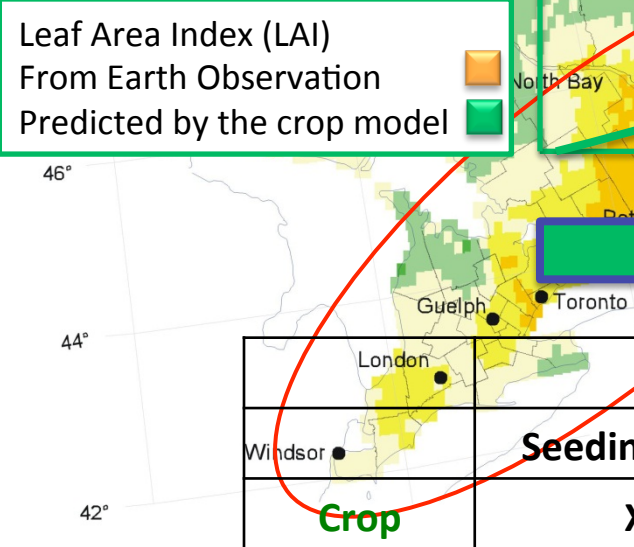 Leaf Area Index (LAI)
From Earth Observation
Predicted by the crop model
North Bay
46°
Guelph
Toronto
44°
London
Windsor
42°
Crop